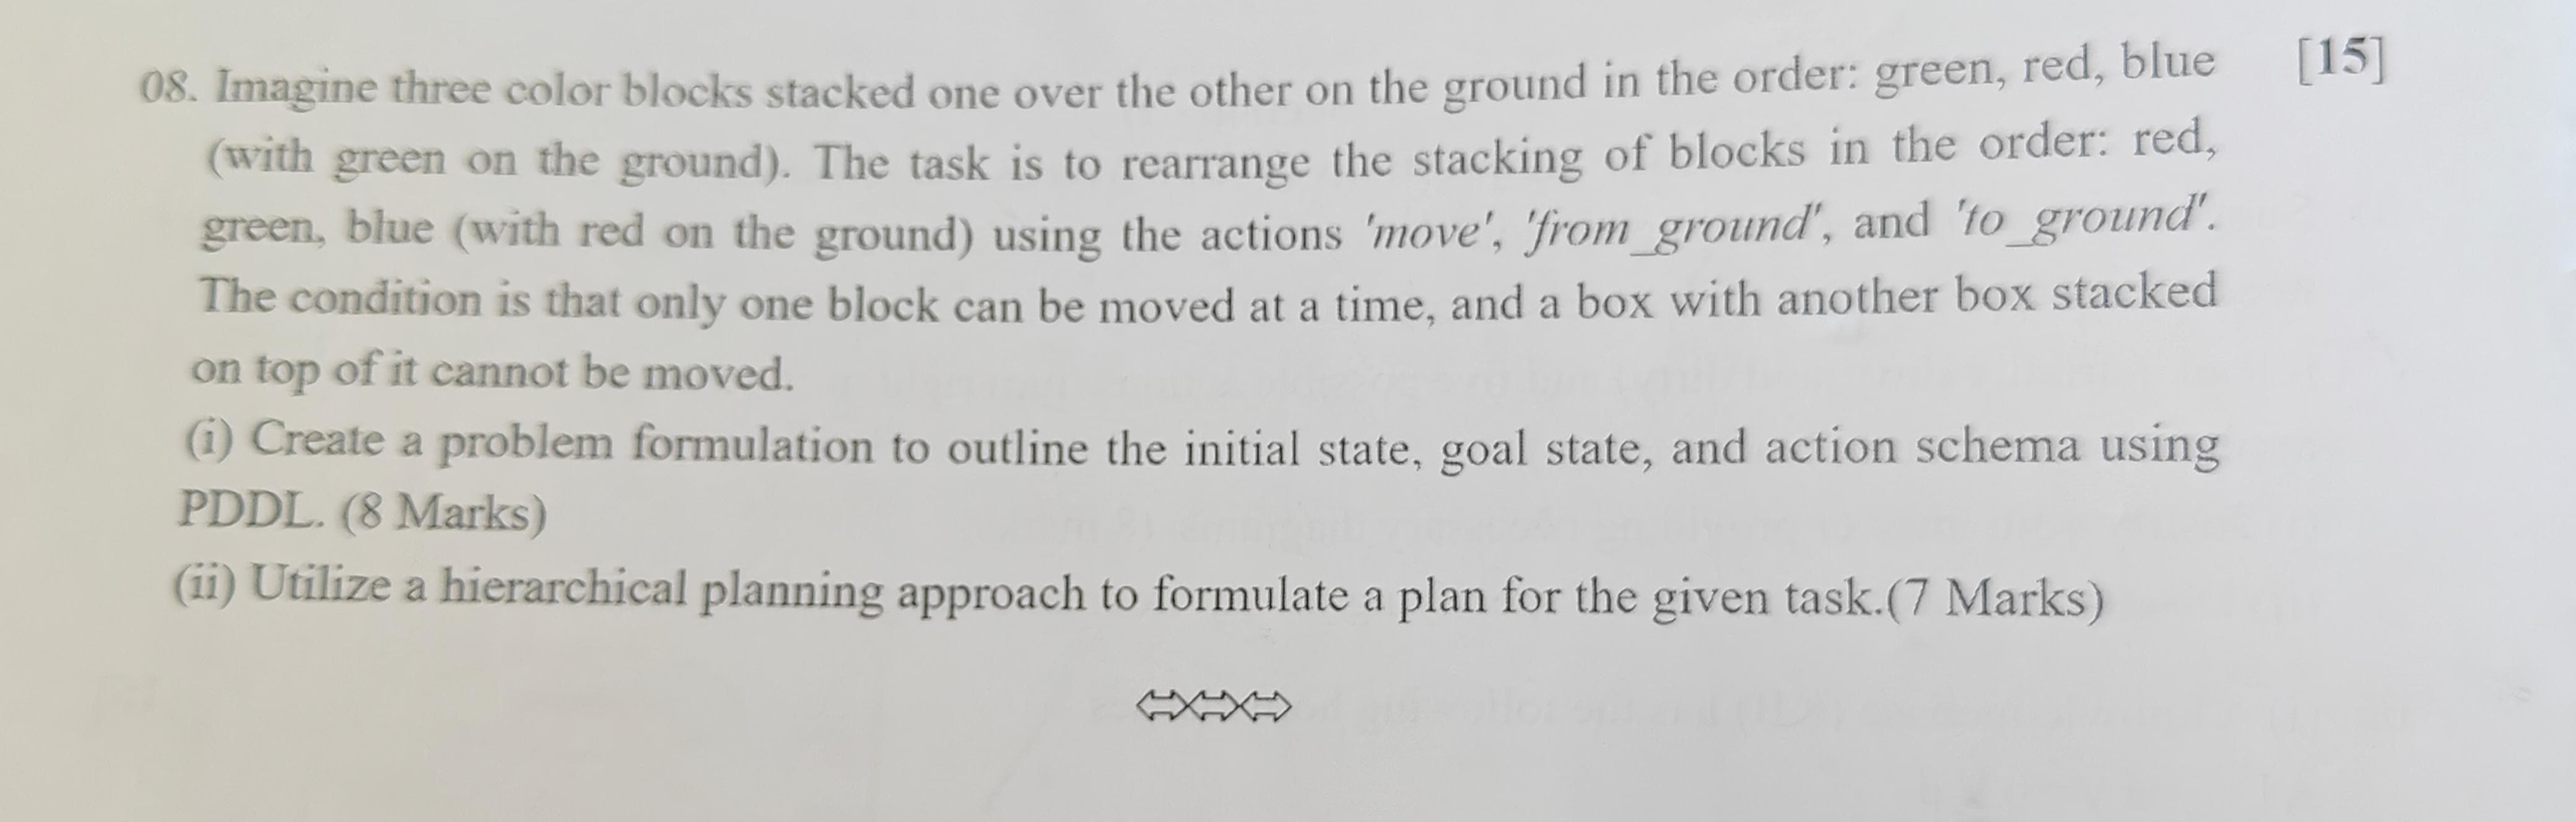 08. Imagine three color blocks stacked one over the other on the ground in the order: green, red, blue [15]
(with green on the ground). The task is to rearrange the stacking of blocks in the order: red,
green, blue (with red on the ground) using the actions 'move', 'from_ground', and 'to_ground'.
The condition is that only one block can be moved at a time, and a box with another box stacked
on top of it cannot be moved.
(i) Create a problem formulation to outline the initial state, goal state, and action schema using
PDDL. (8 Marks)
(ii) Utilize a hierarchical planning approach to formulate a plan for the given task.(7 Marks)